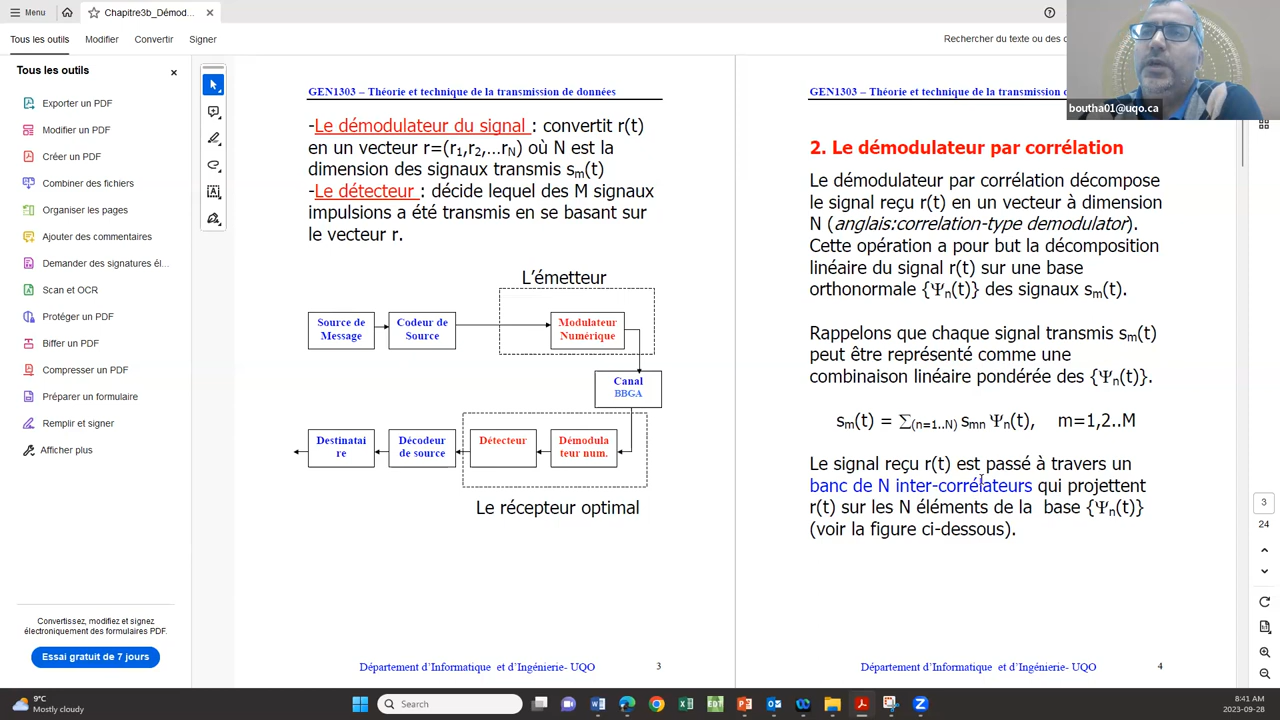 Menu
Chapitre3b_Démod...
Tous les outils
Modifier
Convertir
Signer
Rechercher du texte ou des
boutha01@uqo.ca
Tous les outils
Exporter un PDF
Modifier un PDF
Créer un PDF
Combiner des fichiers
Organiser les pages
Ajouter des commentaires
Demander des signatures él...
Scan et OCR
Protéger un PDF
Biffer un PDF
Compresser un PDF
Préparer un formulaire
Remplir et signer
Afficher plus
Convertissez, modifiez et signez
électroniquement des formulaires PDF.
Essai gratuit de 7 jours
GEN1303 – Théorie et technique de la transmission de données
-Le démodulateur du signal : convertit r(t)
en un vecteur r=(r1,r2,...rN) où N est la
dimension des signaux transmis sm(t)
-Le détecteur : décide lequel des M signaux
impulsions a été transmis en se basant sur
le vecteur r.
L'émetteur
Source de
Message
Codeur de
Source
Modulateur
Numérique
Canal
BBGA
Destinatai
re
Décodeur
de source
Détecteur
Démodula
teur num.
Le récepteur optimal
Département d'Informatique et d'Ingénierie- UQO
3
GEN1303 – Théorie et technique de la transmission de
2. Le démodulateur par corrélation
Le démodulateur par corrélation décompose
le signal reçu r(t) en un vecteur à dimension
N (anglais:correlation-type demodulator).
Cette opération a pour but la décomposition
linéaire du signal r(t) sur une base
orthonormale {Ψn(t)} des signaux sm(t).
Rappelons que chaque signal transmis sm(t)
peut être représenté comme une
combinaison linéaire pondérée des {Ψn(t)}.
sm(t) = ∑(n=1..N) smn Ψn(t), m=1,2..M
Le signal reçu r(t) est passé à travers un
banc de N inter-corrélateurs qui projettent
r(t) sur les N éléments de la base {Ψn(t)}
(voir la figure ci-dessous).
Département d'Informatique et d'Ingénierie- UQO
4
3
24
9°C
Mostly cloudy
Search
8:41 AM
2023-09-28